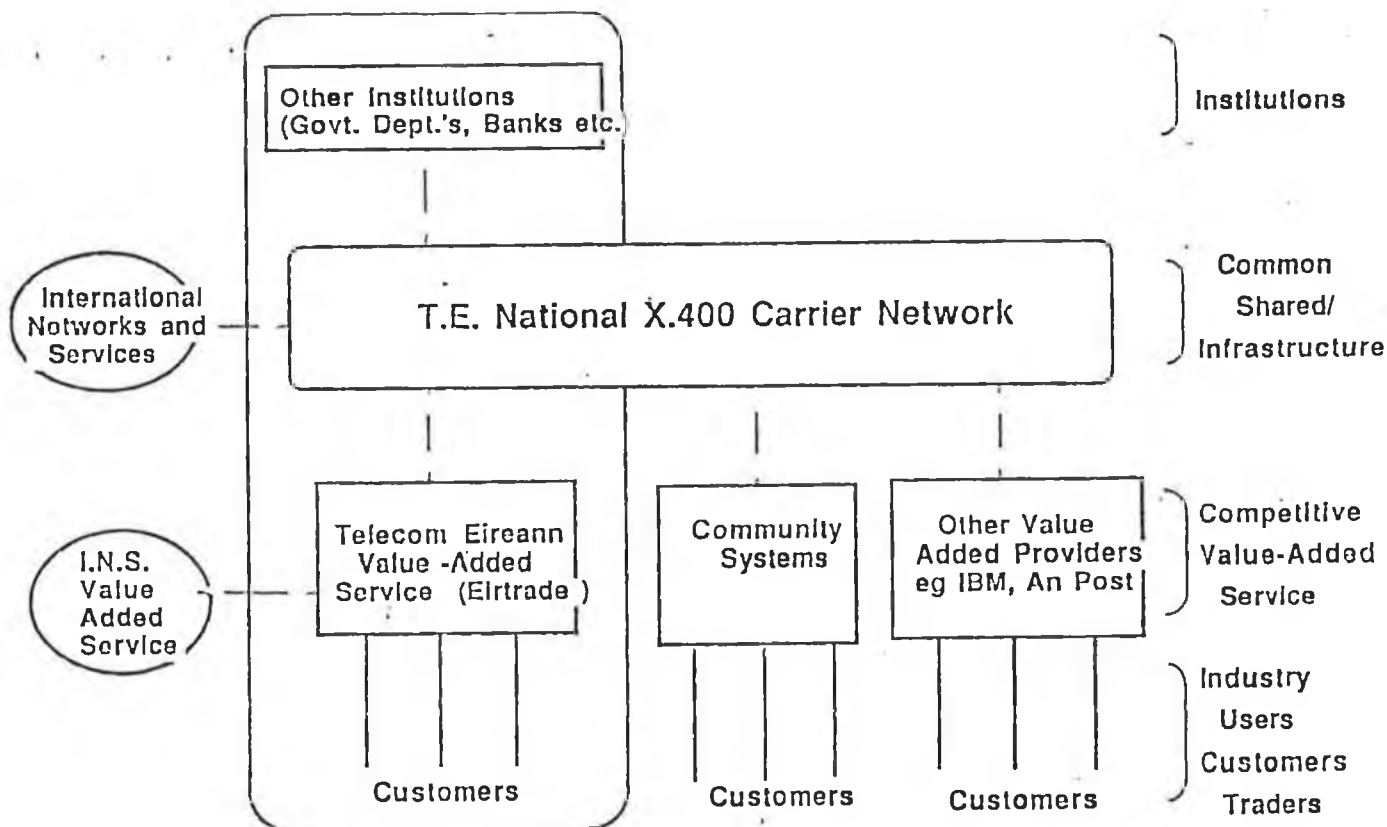 Other Institutions
(Govt. Dept.'s, Banks etc.
Institutions
International
Networks and
Services
T.E. National X.400 Carrier Network
Common
Shared/
Infrastructure
I.N.S.
Value
Added
Service
Telecom Eireann
Value -Added
Service (Eirtrade )
Community
Systems
Other Value
Added Providers
eg IBM, An Post
Competitive
Value-Added
Service
Customers
Customers
Customers
Industry
Users
Customers
Traders